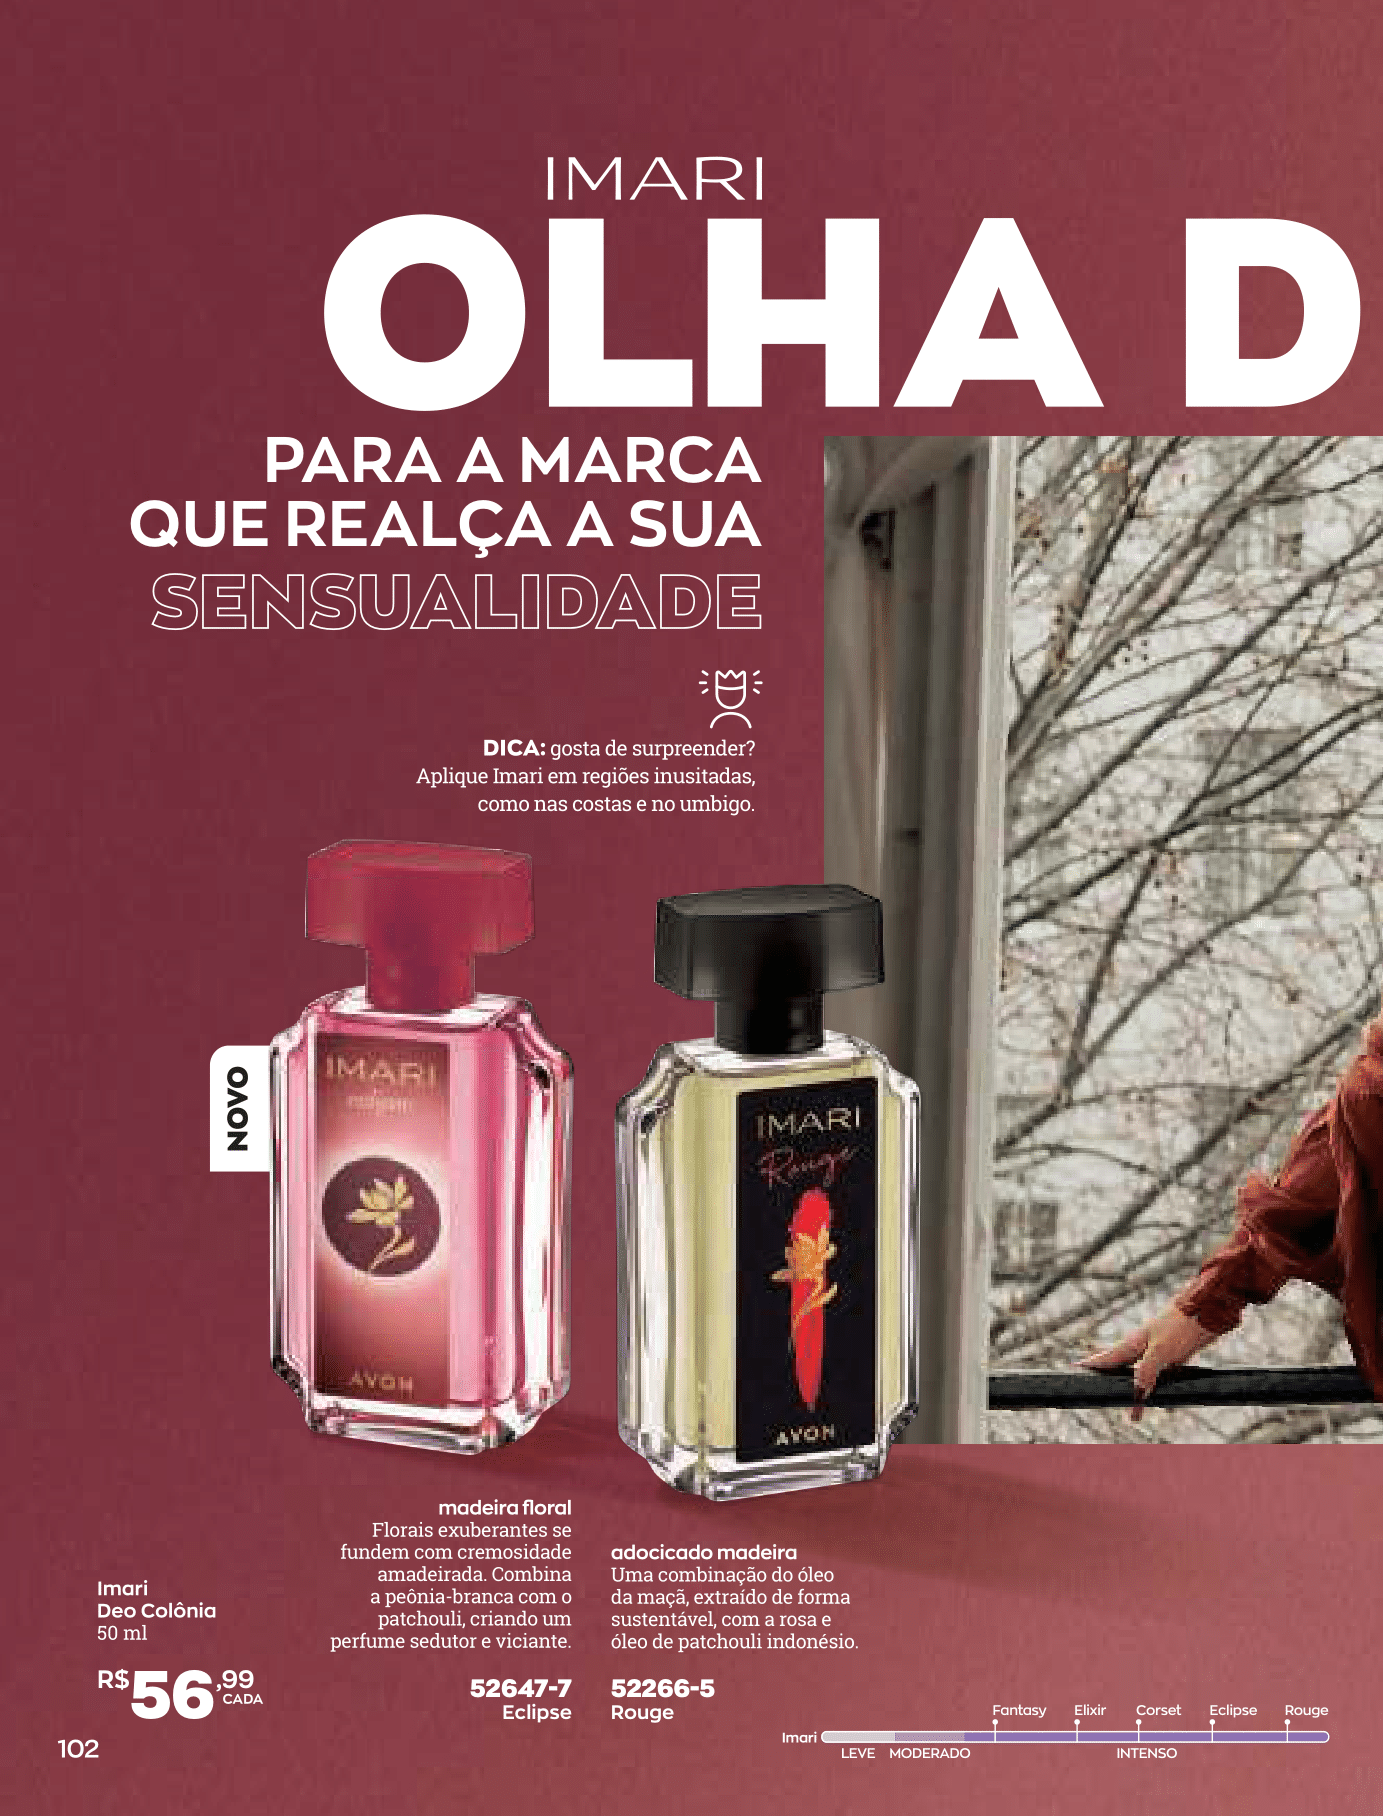 IMARI
OLHA D
PARA A MARCA
QUE REALÇA A SUA
SENSUALIDADE
DICA: gosta de surpreender?
Aplique Imari em regiões inusitadas,
como nas costas e no umbigo.
NOVO
IMARI
AVON
IMARI
Rouge
AVON
madeira floral
Florais exuberantes se
fundem com cremosidade
amadeirada. Combina
a peônia-branca com o
patchouli, criando um
perfume sedutor e viciante.
52647-7
Eclipse
adocicado madeira
Uma combinação do óleo
da maçã, extraído de forma
sustentável, com a rosa e
óleo de patchouli indonésio.
52266-5
Rouge
Imari
Deo Colônia
50 ml
R$56,99
CADA
Fantasy Elixir Corset Eclipse Rouge
Imari
LEVE MODERADO INTENSO
102